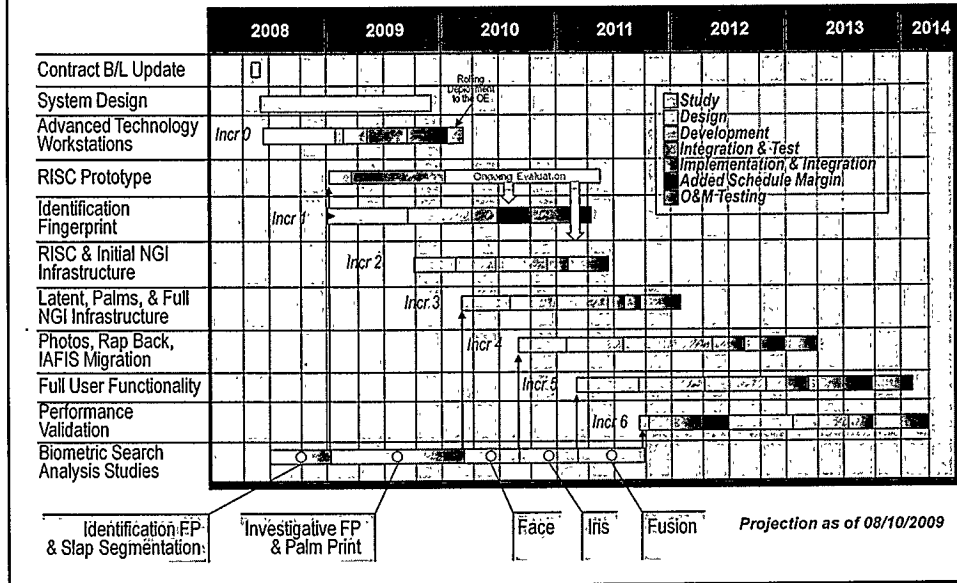 2008 2009 2010 2011 2012 2013 2014
Contract B/L Update
System Design
Rolling
Deployment
to the OE
Advanced Technology
Workstations
Incr 0
RISC Prototype
Ongoing Evaluation
Identification
Fingerprint
Incr 1
RISC & Initial NGI
Infrastructure
Incr 2
Latent, Palms, & Full
NGI Infrastructure
Incr 3
Photos, Rap Back,
IAFIS Migration
Incr 4
Full User Functionality
Incr 5
Performance
Validation
Incr 6
Biometric Search
Analysis Studies
Study
Design
Development
Integration & Test
Implementation & Integration
Added Schedule Margin
O&M Testing
Identification FP
& Slap Segmentation
Investigative FP
& Palm Print
Face
Iris
Fusion
Projection as of 08/10/2009